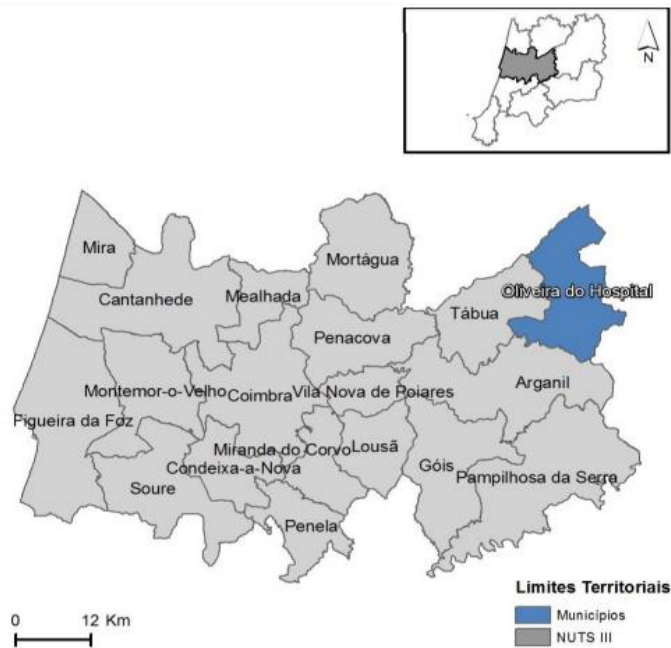 N
Mira
Mortágua
Cantanhede
Mealhada
Oliveira do Hospital
Tábua
Penacova
Arganil
Montemor-o-Velho
Coimbra
Vila Nova de Poiares
Figueira da Foz
Miranda do Corvo
Lousã
Condeixa-a-Nova
Góis
Pampilhosa da Serra
Soure
Penela
Limites Territoriais
0 12 Km
Municípios
NUTS III